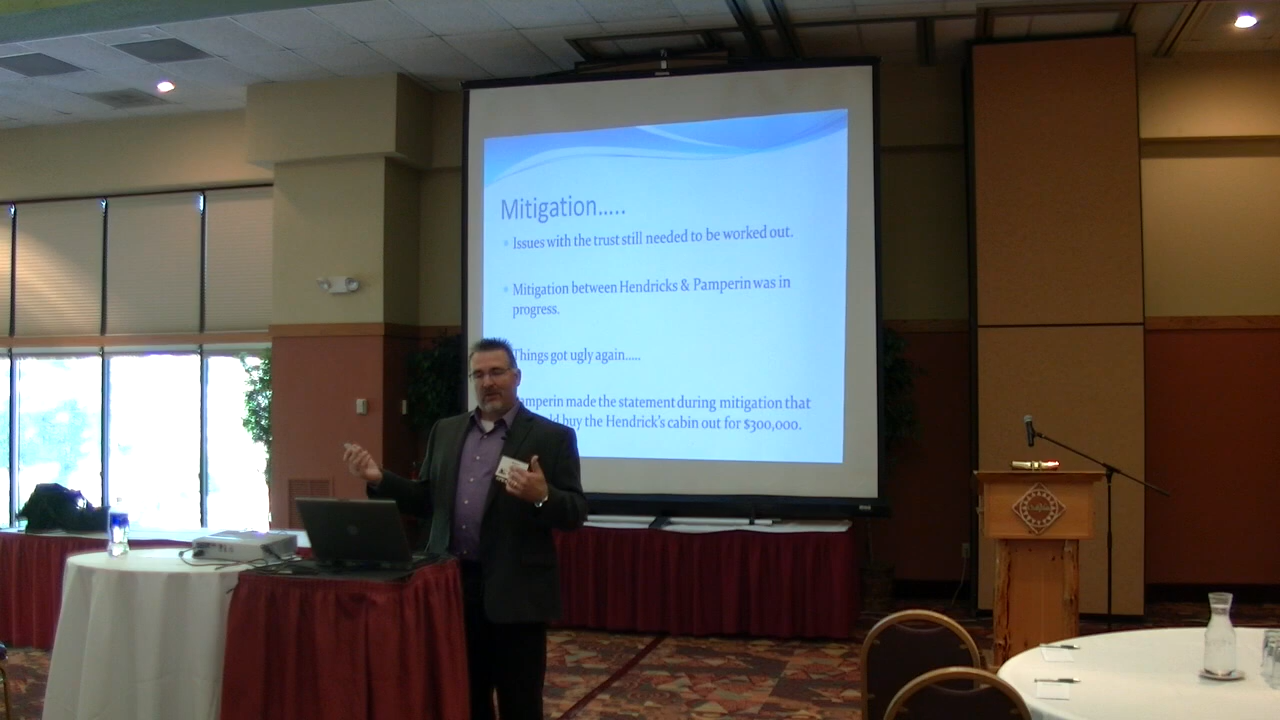 Mitigation.....
Issues with the trust still needed to be worked out.
Mitigation between Hendricks & Pamperin was in
progress.
Things got ugly again.....
amperin made the statement during mitigation that
buy the Hendrick's cabin out for $300,000.